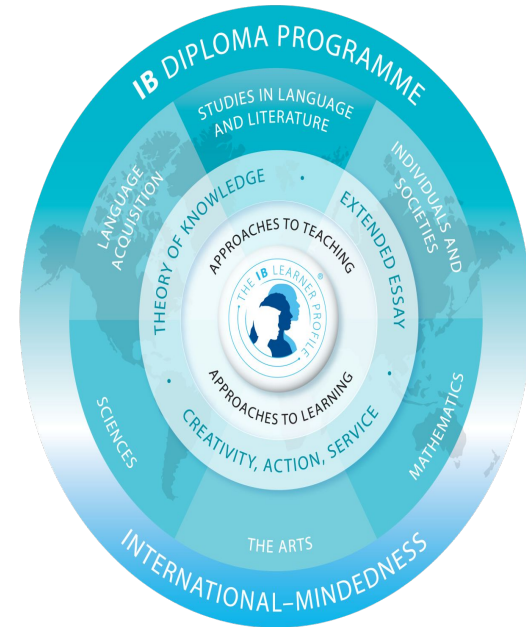 IB DIPLOMA PROGRAMME
STUDIES IN LANGUAGE
AND LITERATURE
LANGUAGE
ACQUISITION
INDIVIDUALS AND
SOCIETIES
THEORY OF KNOWLEDGE
EXTENDED ESSAY
APPROACHES TO TEACHING
THE IB LEARNER PROFILE
®
APPROACHES TO LEARNING
CREATIVITY, ACTION, SERVICE
SCIENCES
MATHEMATICS
THE ARTS
INTERNATIONAL–MINDEDNESS